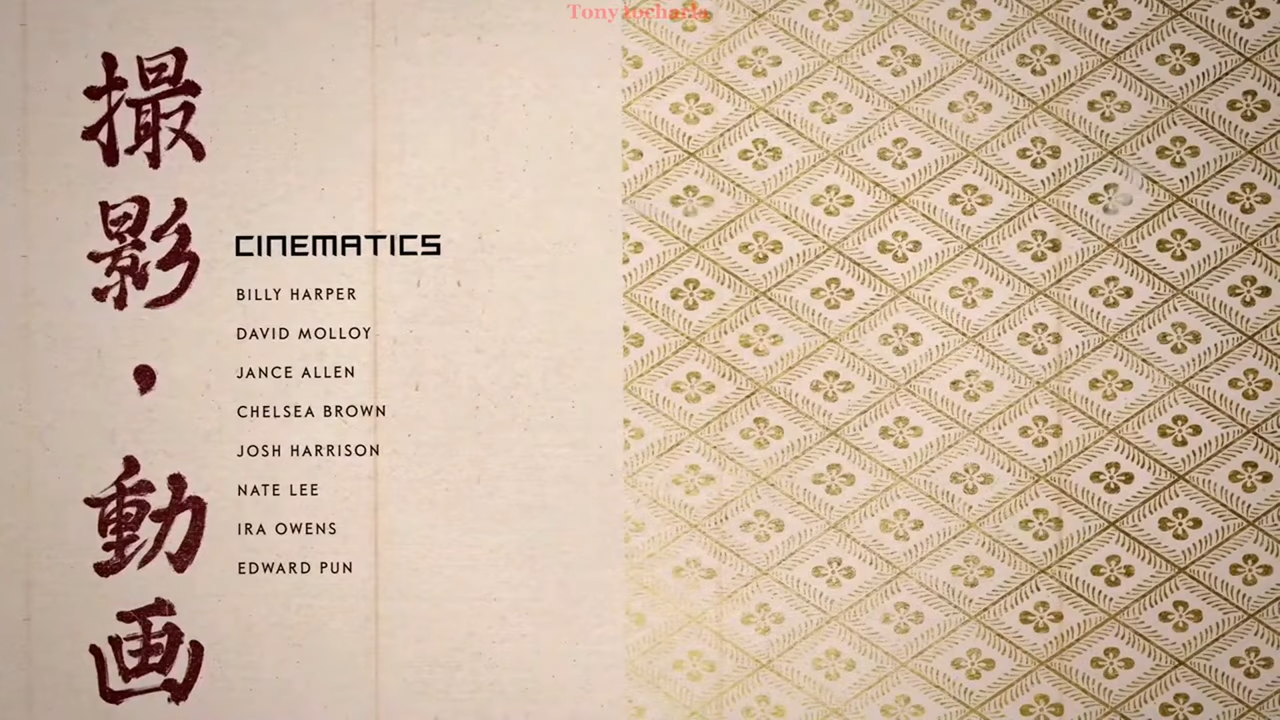 Tony
撮影・動画
CINEMATICS
BILLY HARPER
DAVID MOLLOY
JANCE ALLEN
CHELSEA BROWN
JOSH HARRISON
NATE LEE
IRA OWENS
EDWARD PUN